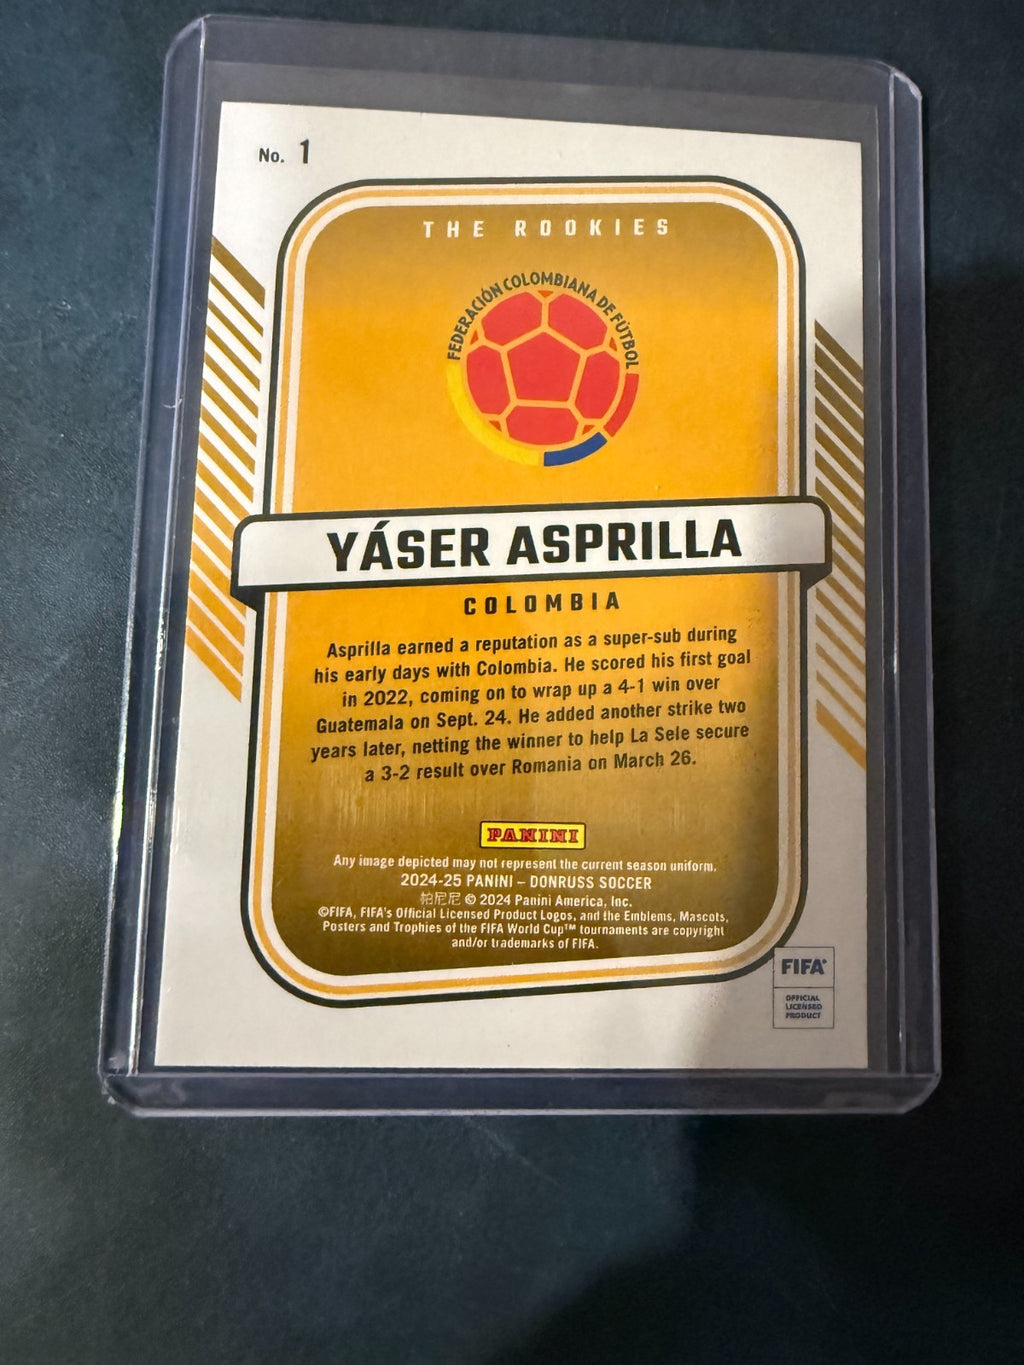 No. 1
THE ROOKIES
FEDERACIÓN COLOMBIANA DE FÚTBOL
YÁSER ASPRILLA
COLOMBIA
Asprilla earned a reputation as a super-sub during
his early days with Colombia. He scored his first goal
in 2022, coming on to wrap up a 4-1 win over
Guatemala on Sept. 24. He added another strike two
years later, netting the winner to help La Sele secure
a 3-2 result over Romania on March 26.
PANINI
Any image depicted may not represent the current season uniform.
2024-25 PANINI – DONRUSS SOCCER
帕尼尼 © 2024 Panini America, Inc.
©FIFA, FIFA's Official Licensed Product Logos, and the Emblems, Mascots,
Posters and Trophies of the FIFA World Cup™ tournaments are copyright
and/or trademarks of FIFA.
FIFA
OFFICIAL
LICENSED
PRODUCT